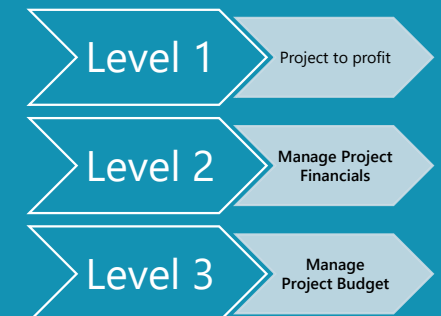 Level 1
Project to profit
Level 2
Manage Project
Financials
Level 3
Manage
Project Budget